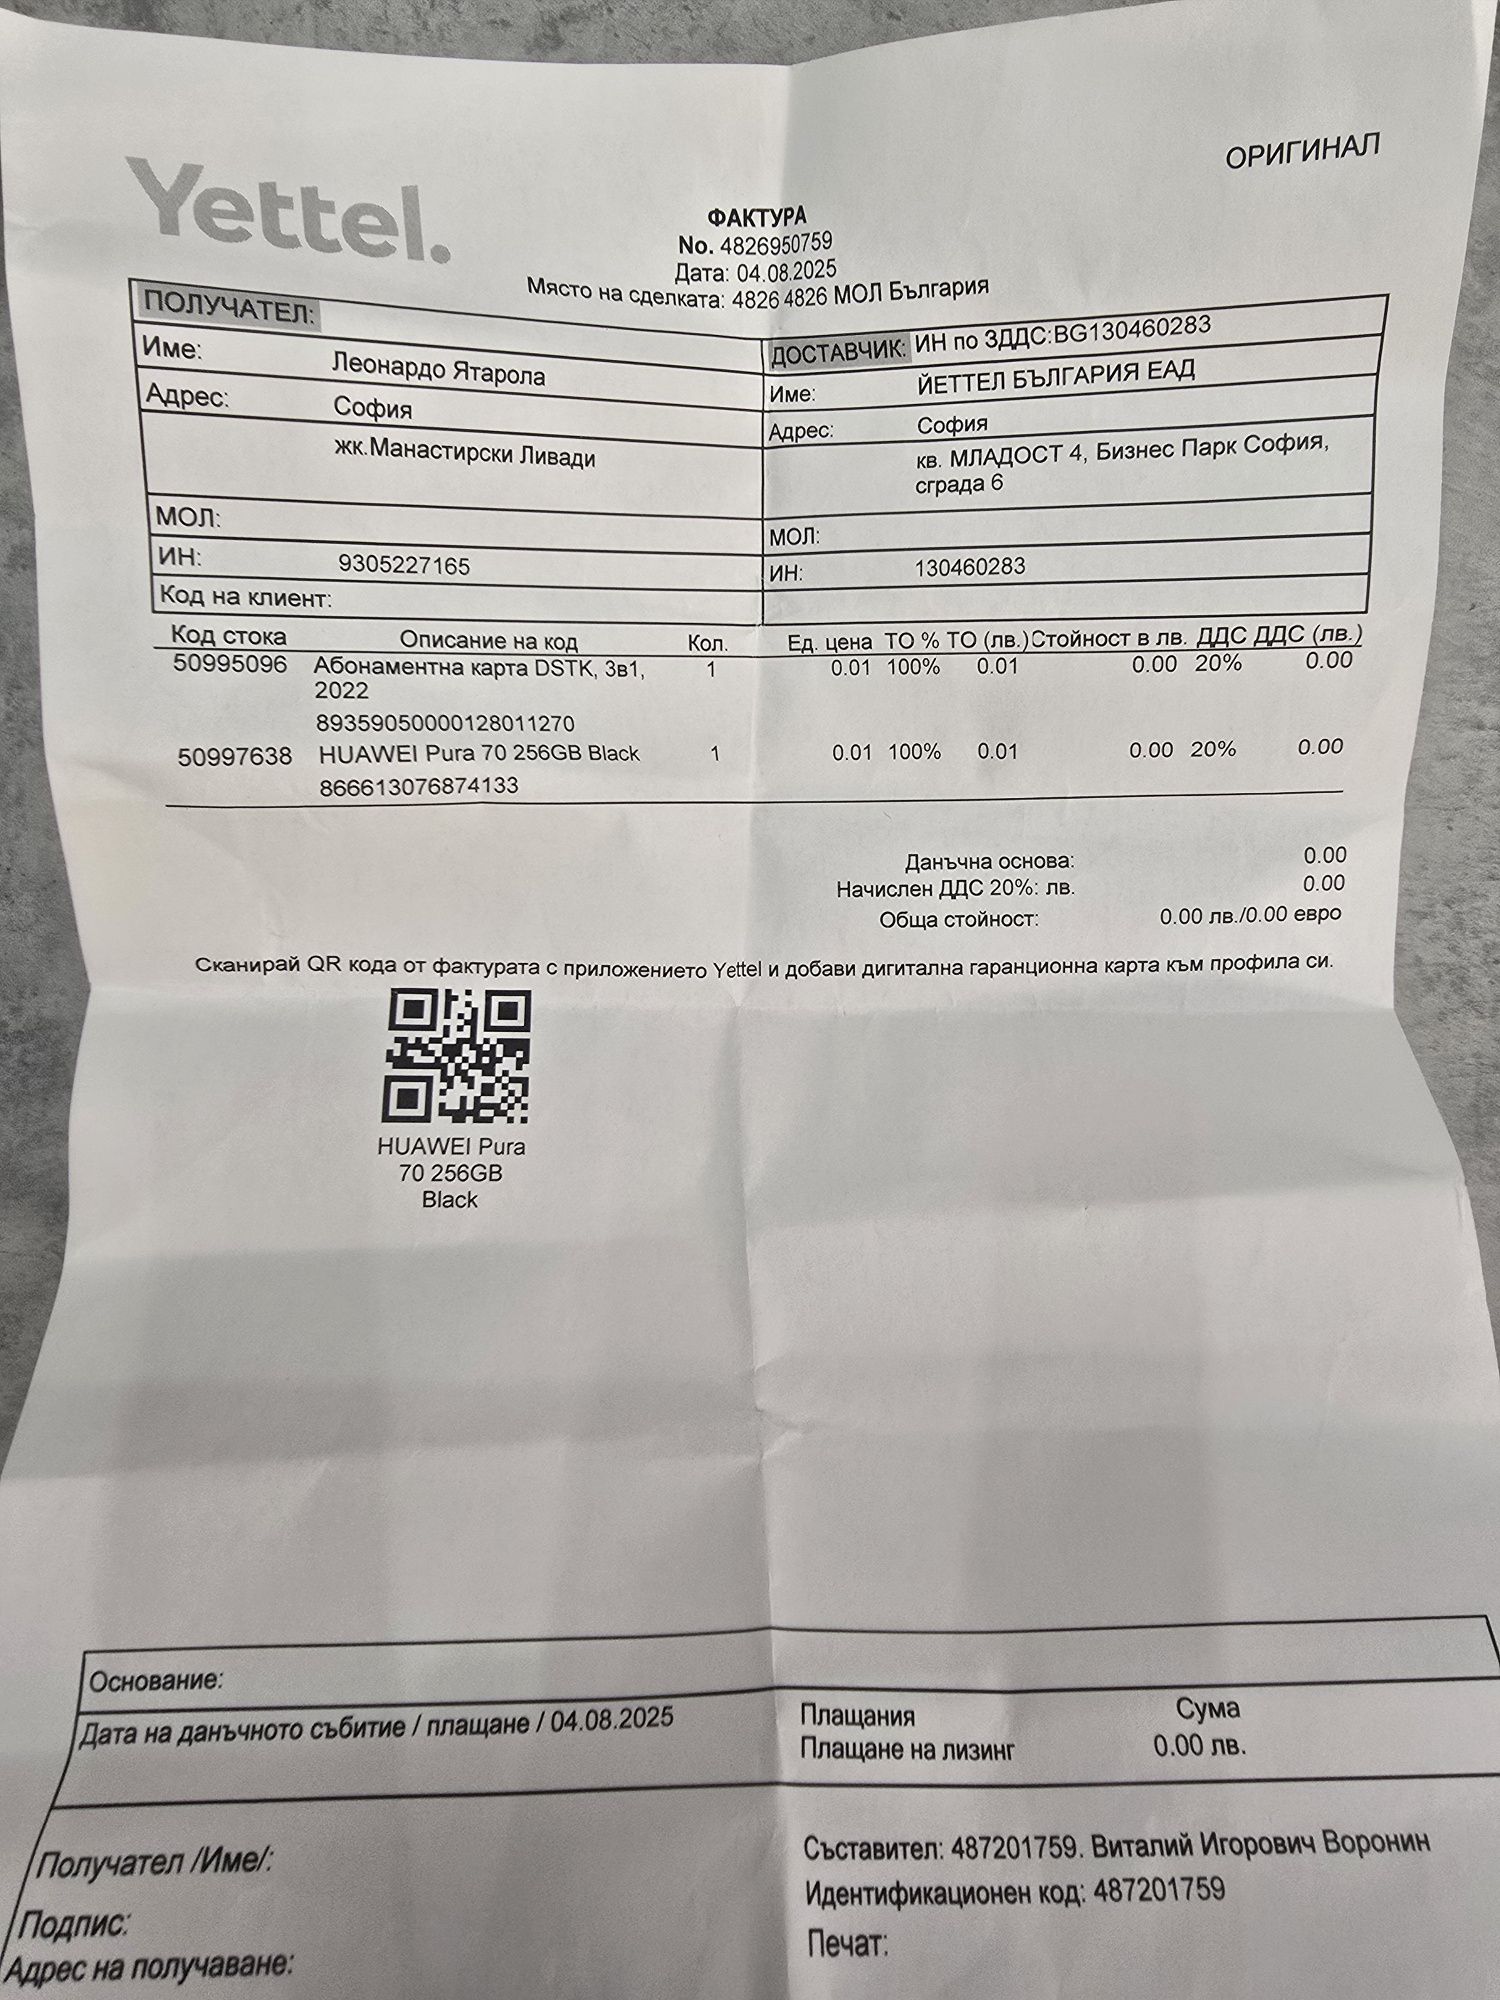 Yettel.
ОРИГИНАЛ
ФАКТУРА
No. 4826950759
Дата: 04.08.2025
Място на сделката: 4826 4826 МОЛ България
ПОЛУЧАТЕЛ:
Име: Леонардо Ятарола
Адрес: София
жк.Манастирски Ливади
МОЛ:
ИН: 9305227165
Код на клиент:
ДОСТАВЧИК: ИН по ЗДДС:BG130460283
Име: ЙЕТТЕЛ БЪЛГАРИЯ ЕАД
Адрес: София
кв. МЛАДОСТ 4, Бизнес Парк София,
сграда 6
МОЛ:
ИН: 130460283
Код стока Описание на код Кол. Ед. цена ТО % ТО (лв.) Стойност в лв. ДДС ДДС (лв.)
50995096 Абонаментна карта DSTK, 3в1, 1 0.01 100% 0.01 0.00 20% 0.00
2022
89359050000128011270
50997638 HUAWEI Pura 70 256GB Black 1 0.01 100% 0.01 0.00 20% 0.00
866613076874133
Данъчна основа: 0.00
Начислен ДДС 20%: лв. 0.00
Обща стойност: 0.00 лв./0.00 евро
Сканирай QR кода от фактурата с приложението Yettel и добави дигитална гаранционна карта към профила си.
HUAWEI Pura
70 256GB
Black
Основание:
Дата на данъчното събитие / плащане / 04.08.2025
Плащания Сума
Плащане на лизинг 0.00 лв.
Получател /Име/:
Подпис:
Адрес на получаване:
Съставител: 487201759. Виталий Игорович Воронин
Идентификационен код: 487201759
Печат: